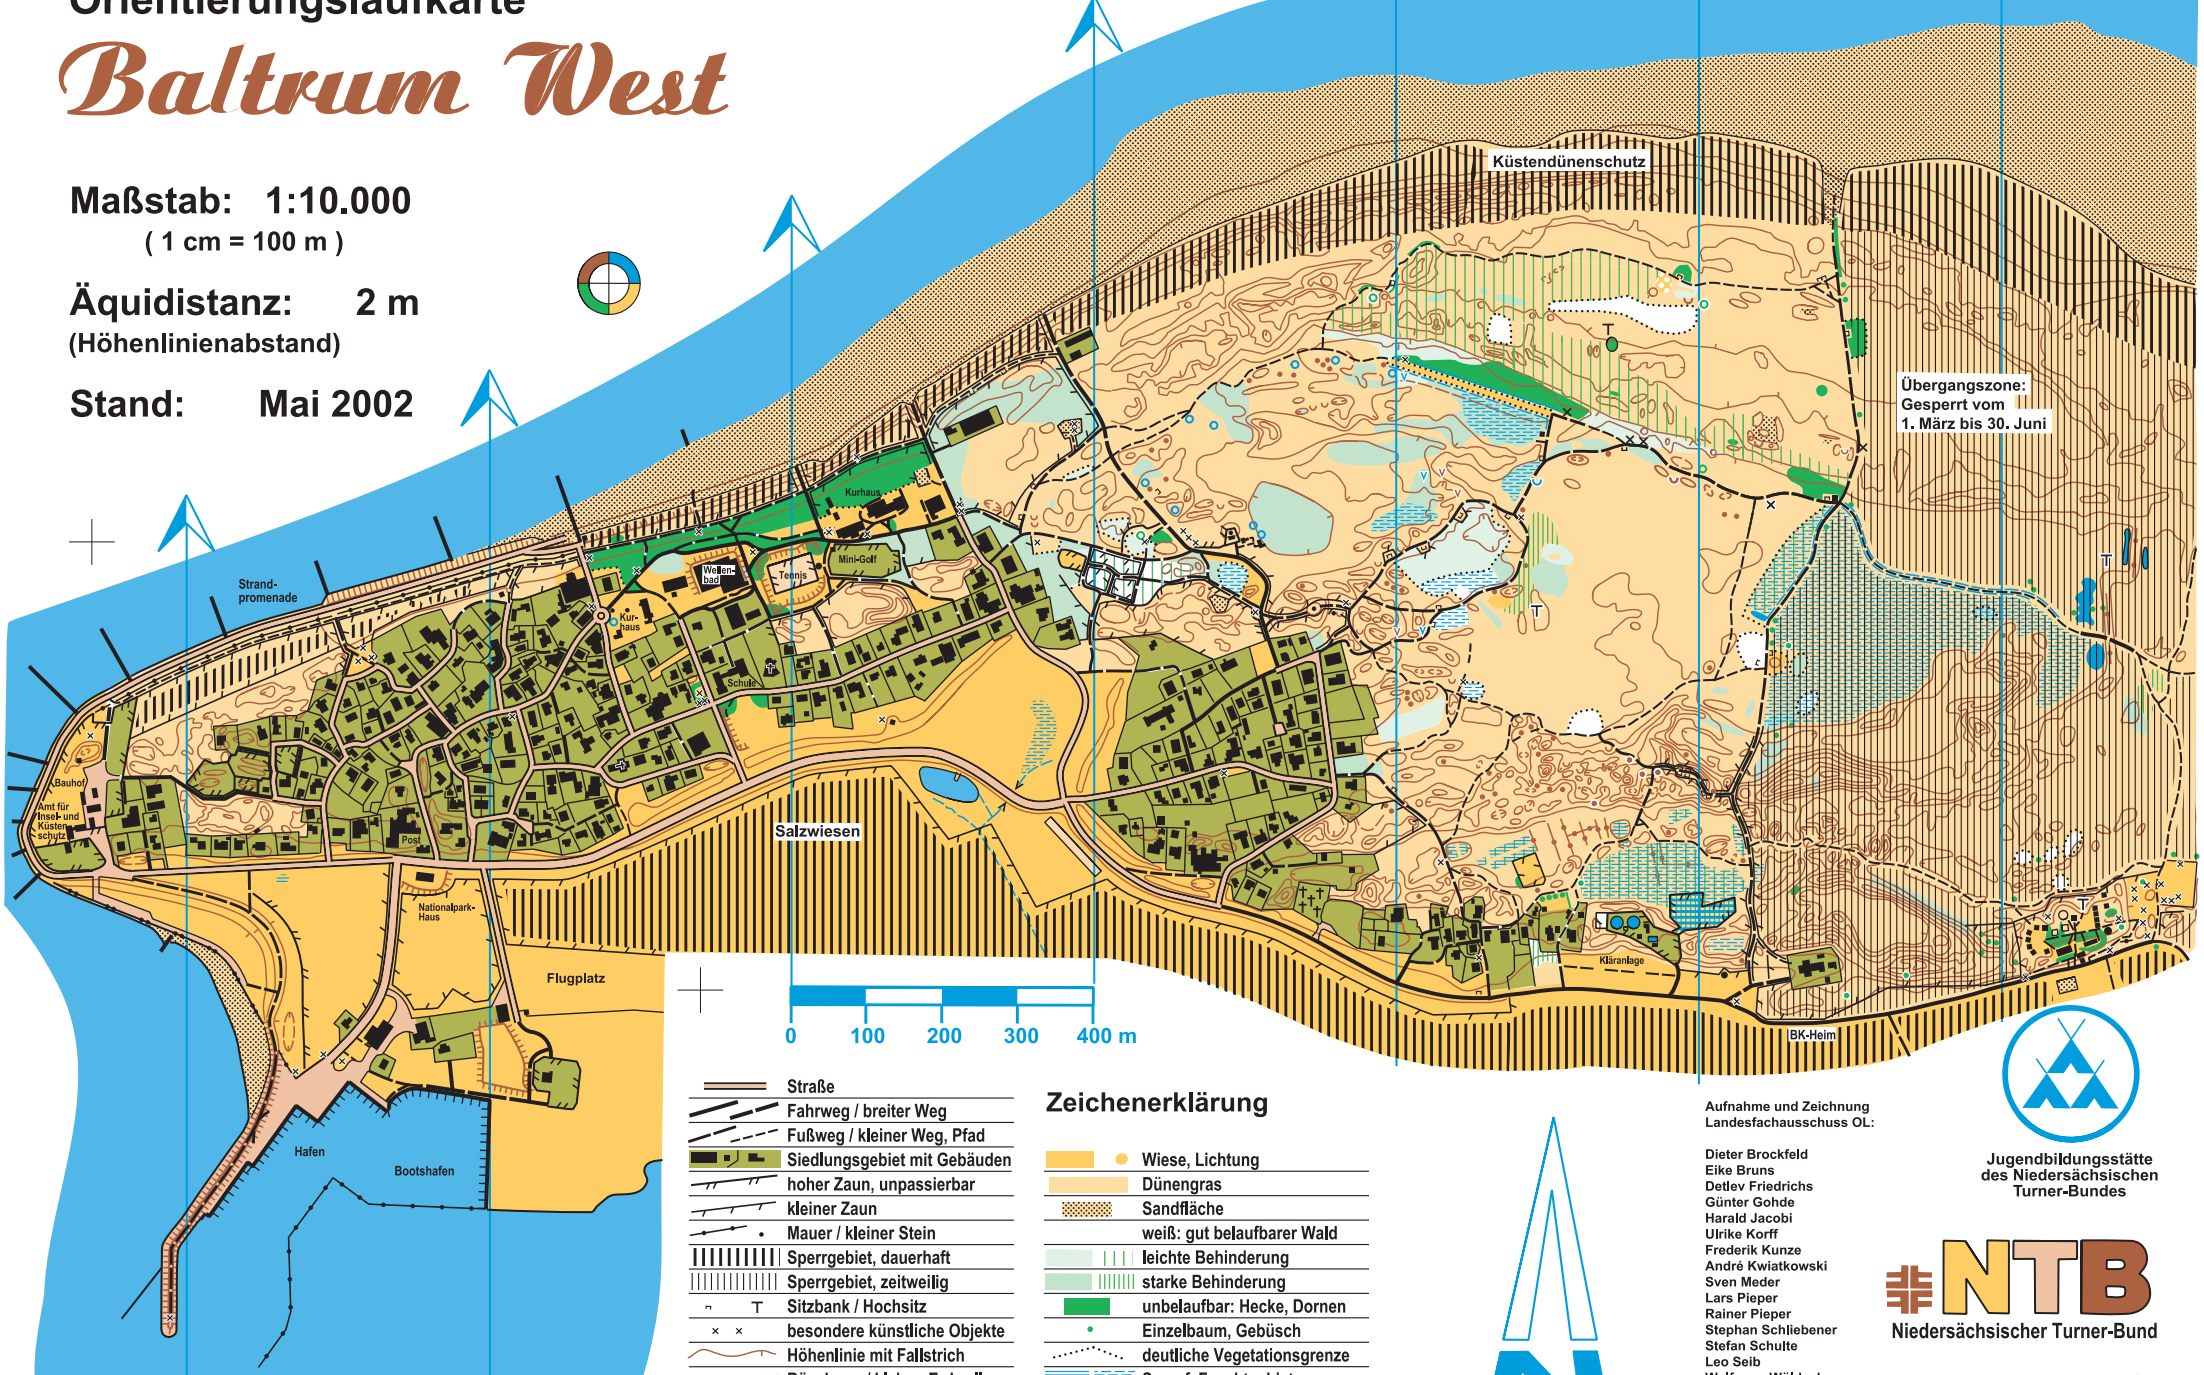 Orientierungslaufkarte
Baltrum West
Maßstab: 1:10.000
( 1 cm = 100 m )
Äquidistanz: 2 m
(Höhenlinienabstand)
Stand: Mai 2002
Küstendünenschutz
Übergangszone:
Gesperrt vom
1. März bis 30. Juni
Strand-
promenade
Kurhaus
Wellen-
bad
Tennis
Mini-Golf
Kur-
haus
Schule
Bauhof
Amt für
Insel- und
Küsten-
schutz
Post
Salzwiesen
Nationalpark-
Haus
Flugplatz
Kläranlage
BK-Heim
Hafen
Bootshafen
0 100 200 300 400 m
Zeichenerklärung
Straße
Fahrweg / breiter Weg
Fußweg / kleiner Weg, Pfad
Siedlungsgebiet mit Gebäuden
hoher Zaun, unpassierbar
kleiner Zaun
Mauer / kleiner Stein
Sperrgebiet, dauerhaft
Sperrgebiet, zeitweilig
Sitzbank / Hochsitz
besondere künstliche Objekte
Höhenlinie mit Fallstrich
Wiese, Lichtung
Dünengras
Sandfläche
weiß: gut belaufbarer Wald
leichte Behinderung
starke Behinderung
unbelaufbar: Hecke, Dornen
Einzelbaum, Gebüsch
deutliche Vegetationsgrenze
Aufnahme und Zeichnung
Landesfachausschuss OL:
Dieter Brockfeld
Eike Bruns
Detlev Friedrichs
Günter Gohde
Harald Jacobi
Ulrike Korff
Frederik Kunze
André Kwiatkowski
Sven Meder
Lars Pieper
Rainer Pieper
Stephan Schliebener
Stefan Schulte
Leo Seib
Jugendbildungsstätte
des Niedersächsischen
Turner-Bundes
NTB
Niedersächsischer Turner-Bund